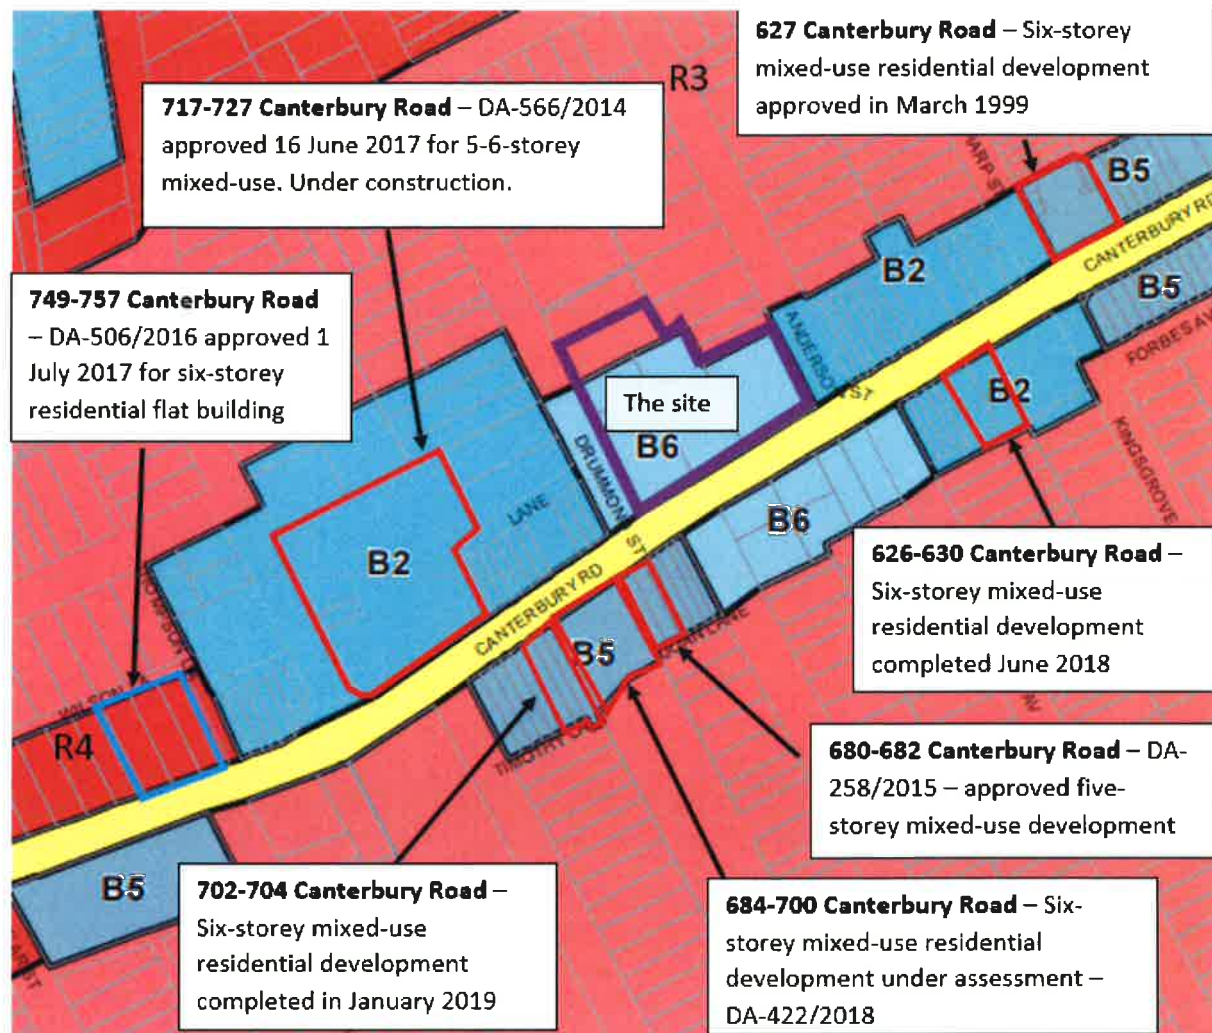 627 Canterbury Road – Six-storey
mixed-use residential development
approved in March 1999
R3
717-727 Canterbury Road – DA-566/2014
approved 16 June 2017 for 5-6-storey
mixed-use. Under construction.
B5
CANTERBURY RD
B2
B5
FORBES AV
749-757 Canterbury Road
– DA-506/2016 approved 1
July 2017 for six-storey
residential flat building
ANDERSON ST
The site
B6
B2
DRUMMOND ST
LANE
KINGSGROVE
AV
B6
B2
CANTERBURY RD
626-630 Canterbury Road –
Six-storey mixed-use
residential development
completed June 2018
B5
LANE
R4
680-682 Canterbury Road – DA-
258/2015 – approved five-
storey mixed-use development
B5
702-704 Canterbury Road –
Six-storey mixed-use
residential development
completed in January 2019
684-700 Canterbury Road – Six-
storey mixed-use residential
development under assessment –
DA-422/2018